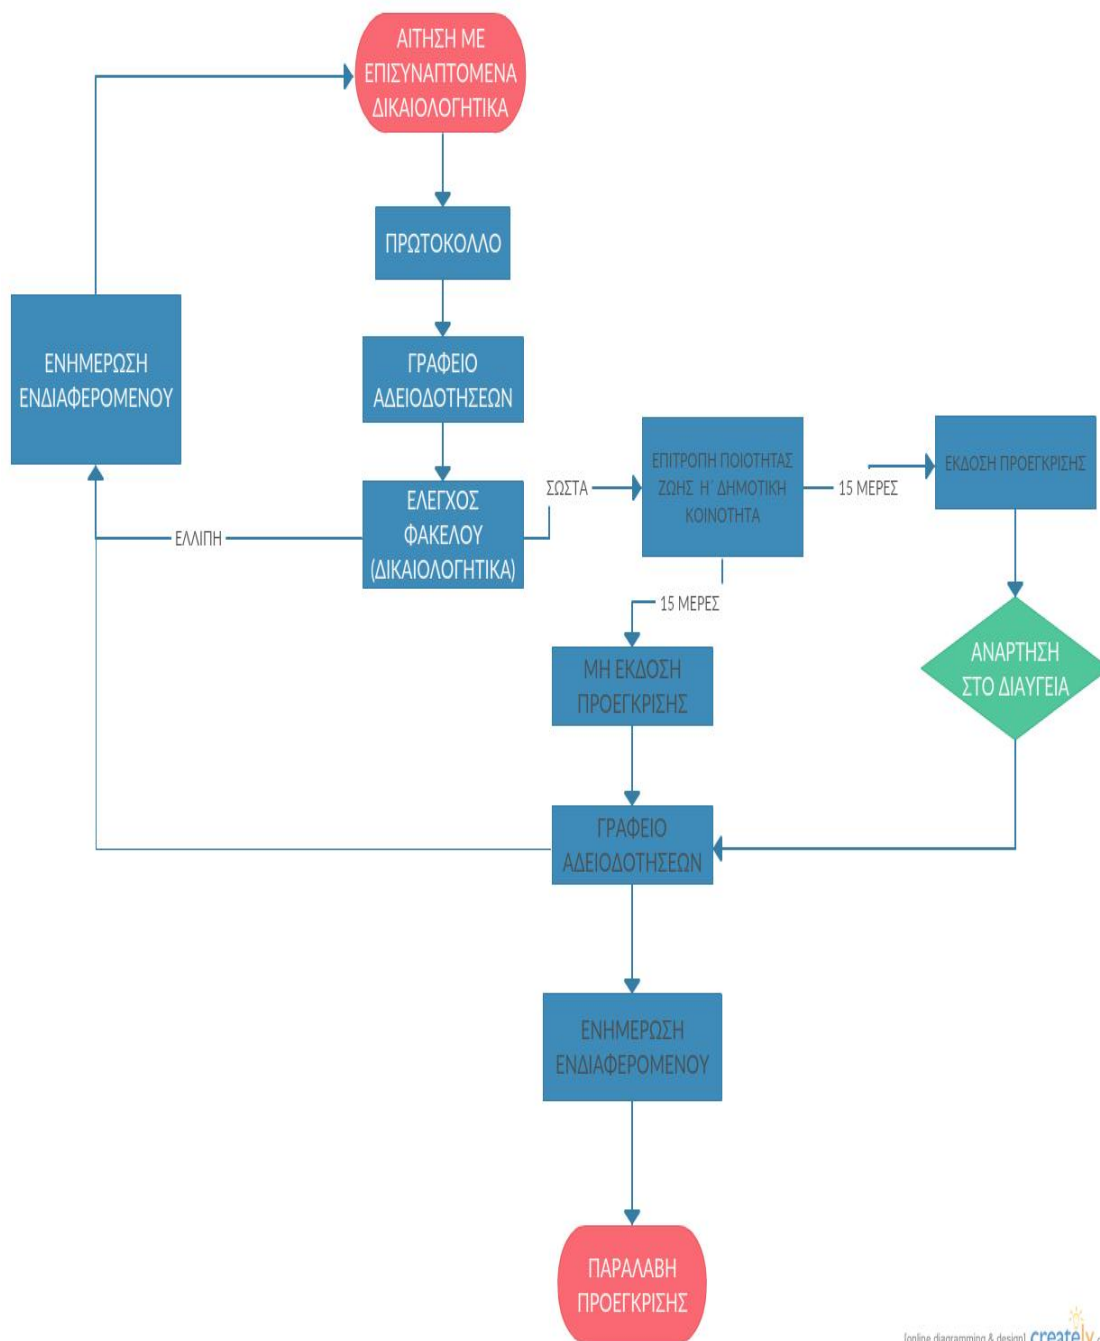 ΑΙΤΗΣΗ ΜΕ
ΕΠΙΣΥΝΑΠΤΟΜΕΝΑ
ΔΙΚΑΙΟΛΟΓΗΤΙΚΑ
ΠΡΩΤΟΚΟΛΛΟ
ΕΝΗΜΕΡΩΣΗ
ΕΝΔΙΑΦΕΡΟΜΕΝΟΥ
ΓΡΑΦΕΙΟ
ΑΔΕΙΟΔΟΤΗΣΕΩΝ
ΕΛΕΓΧΟΣ
ΦΑΚΕΛΟΥ
(ΔΙΚΑΙΟΛΟΓΗΤΙΚΑ)
ΕΛΛΙΠΗ
ΣΩΣΤΑ
ΕΠΙΤΡΟΠΗ ΠΟΙΟΤΗΤΑΣ
ΖΩΗΣ Η΄ ΔΗΜΟΤΙΚΗ
ΚΟΙΝΟΤΗΤΑ
15 ΜΕΡΕΣ
ΕΚΔΟΣΗ ΠΡΟΕΓΚΡΙΣΗΣ
15 ΜΕΡΕΣ
ΜΗ ΕΚΔΟΣΗ
ΠΡΟΕΓΚΡΙΣΗΣ
ΑΝΑΡΤΗΣΗ
ΣΤΟ ΔΙΑΥΓΕΙΑ
ΓΡΑΦΕΙΟ
ΑΔΕΙΟΔΟΤΗΣΕΩΝ
ΕΝΗΜΕΡΩΣΗ
ΕΝΔΙΑΦΕΡΟΜΕΝΟΥ
ΠΑΡΑΛΑΒΗ
ΠΡΟΕΓΚΡΙΣΗΣ
[online diagramming & design] creately